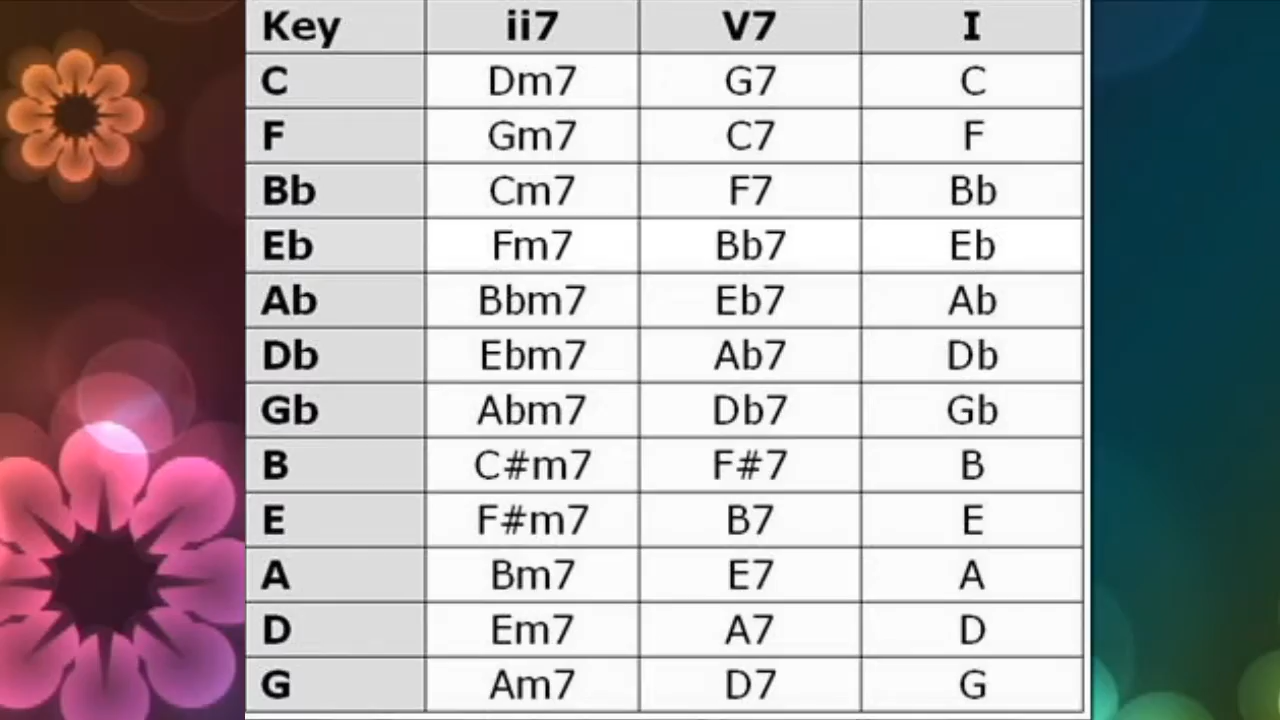 Key ii7 V7 I
C Dm7 G7 C
F Gm7 C7 F
Bb Cm7 F7 Bb
Eb Fm7 Bb7 Eb
Ab Bbm7 Eb7 Ab
Db Ebm7 Ab7 Db
Gb Abm7 Db7 Gb
B C#m7 F#7 B
E F#m7 B7 E
A Bm7 E7 A
D Em7 A7 D
G Am7 D7 G